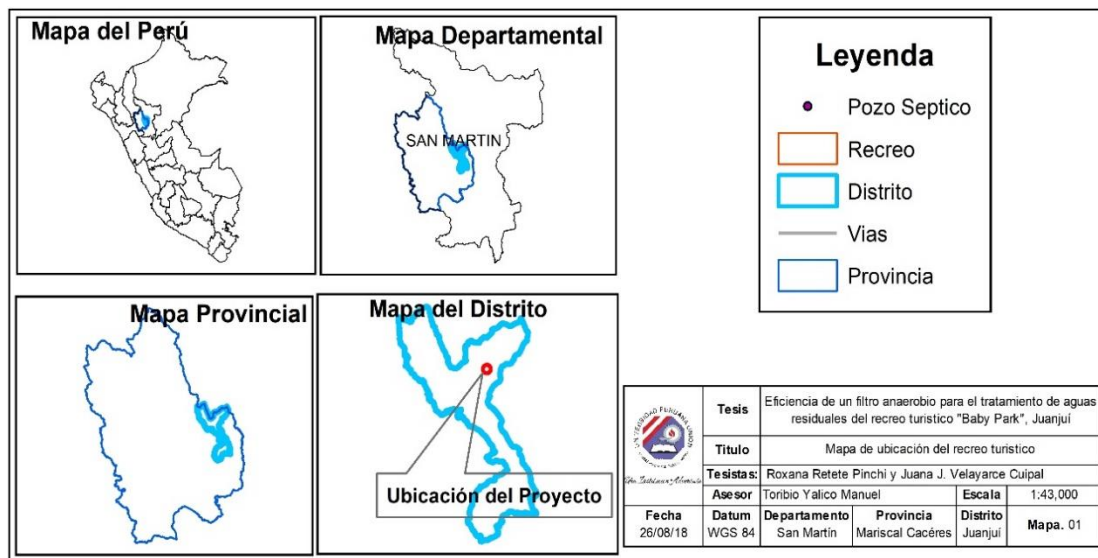 Mapa del Perú
Mapa Departamental
SAN MARTIN
Mapa Provincial
Mapa del Distrito
Ubicación del Proyecto
Leyenda
Pozo Septico
Recreo
Distrito
Vias
Provincia
UNIVERSIDAD PERUANA UNION
Tesis
Eficiencia de un filtro anaerobio para el tratamiento de aguas
residuales del recreo turistico "Baby Park", Juanjuí
Titulo
Mapa de ubicación del recreo turistico
Tesistas: Roxana Retete Pinchi y Juana J. Velayarce Cuipal
Asesor Toribio Yalico Manuel Escala 1:43,000
Fecha Datum Departamento Provincia Distrito Mapa. 01
26/08/18 WGS 84 San Martín Mariscal Cacéres Juanjuí